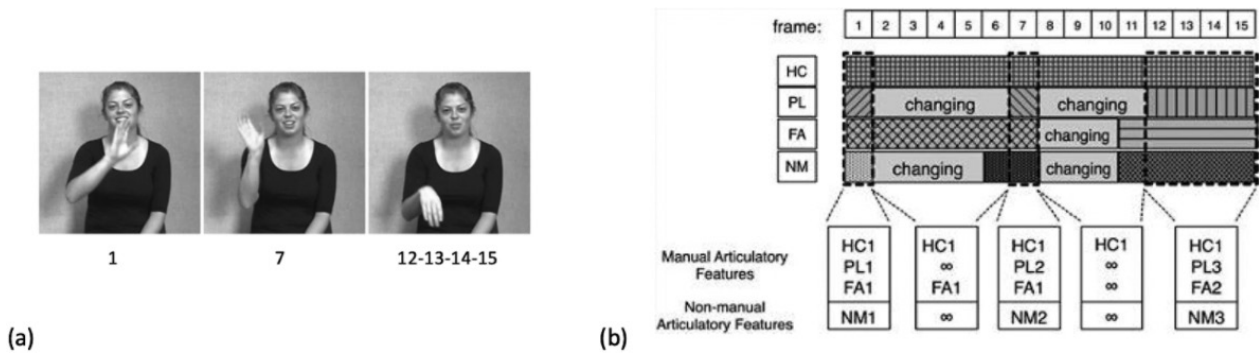 1
7
12-13-14-15
(a)
frame: 1 2 3 4 5 6 7 8 9 10 11 12 13 14 15
HC
PL changing changing
FA changing
NM changing changing
Manual Articulatory
Features
HC1 HC1 HC1 HC1 HC1
PL1 ∞ PL2 ∞ PL3
FA1 FA1 FA1 ∞ FA2
Non-manual
Articulatory Features
NM1 ∞ NM2 ∞ NM3
(b)